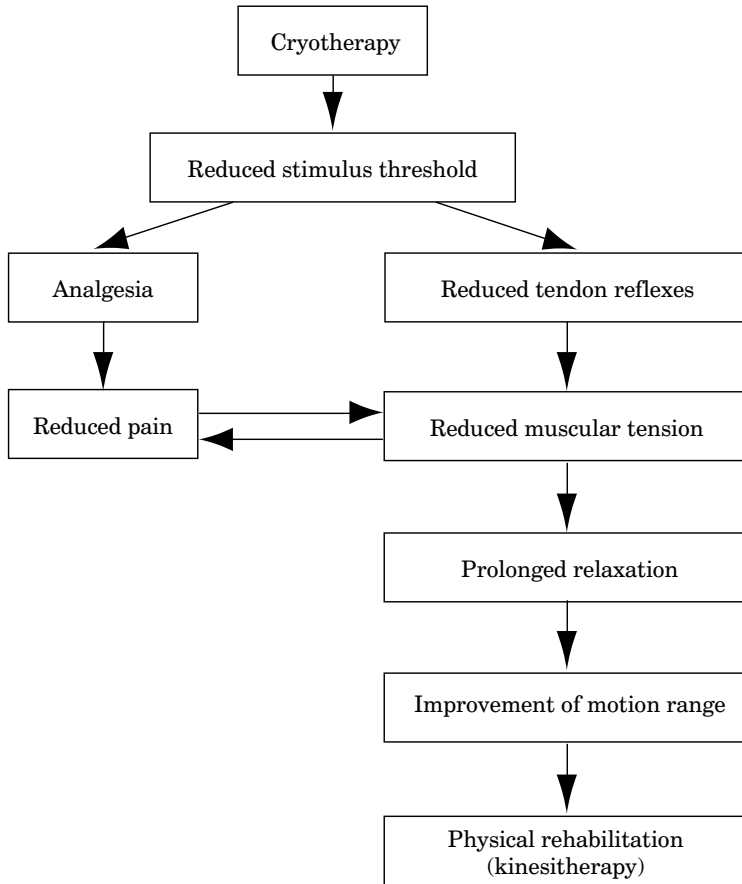 Cryotherapy
Reduced stimulus threshold
Analgesia
Reduced tendon reflexes
Reduced pain
Reduced muscular tension
Prolonged relaxation
Improvement of motion range
Physical rehabilitation
(kinesitherapy)